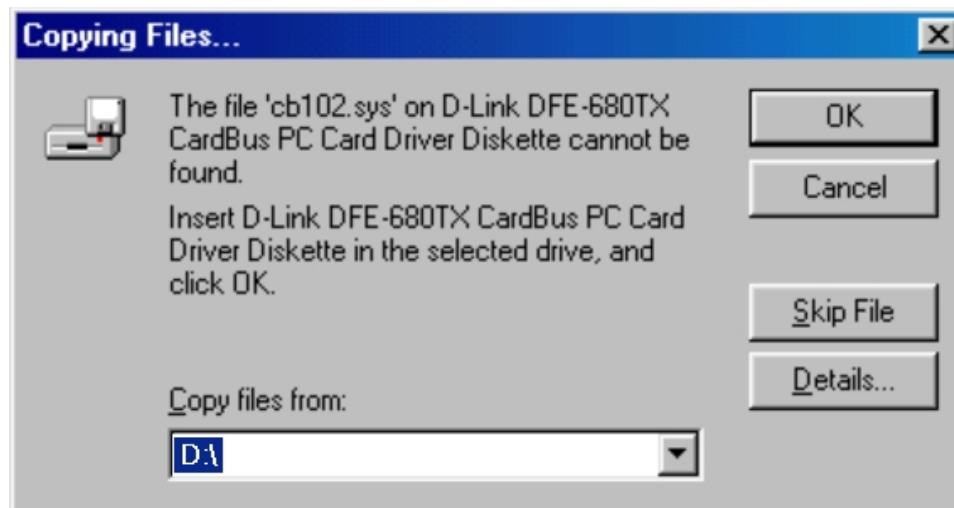 Copying Files...
The file 'cb102.sys' on D-Link DFE-680TX
CardBus PC Card Driver Diskette cannot be
found.
Insert D-Link DFE-680TX CardBus PC Card
Driver Diskette in the selected drive, and
click OK.
OK
Cancel
Skip File
Details...
Copy files from:
D:\